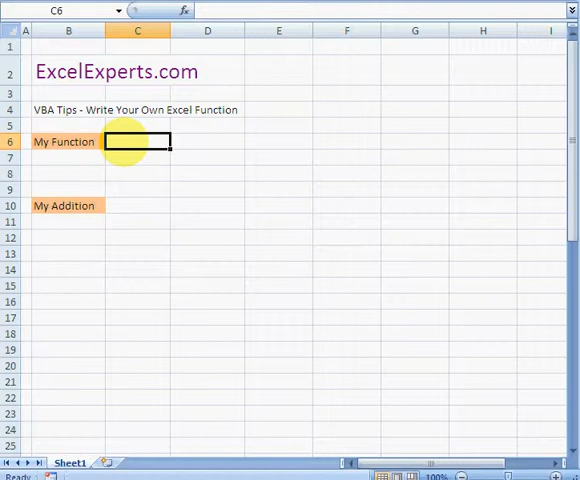 C6 fx
A B C D E F G H I
1
2 ExcelExperts.com
3
4 VBA Tips - Write Your Own Excel Function
5
6 My Function
7
8
9
10 My Addition
11
12
13
14
15
16
17
18
19
20
21
22
23
24
25
Sheet1
Ready 100%